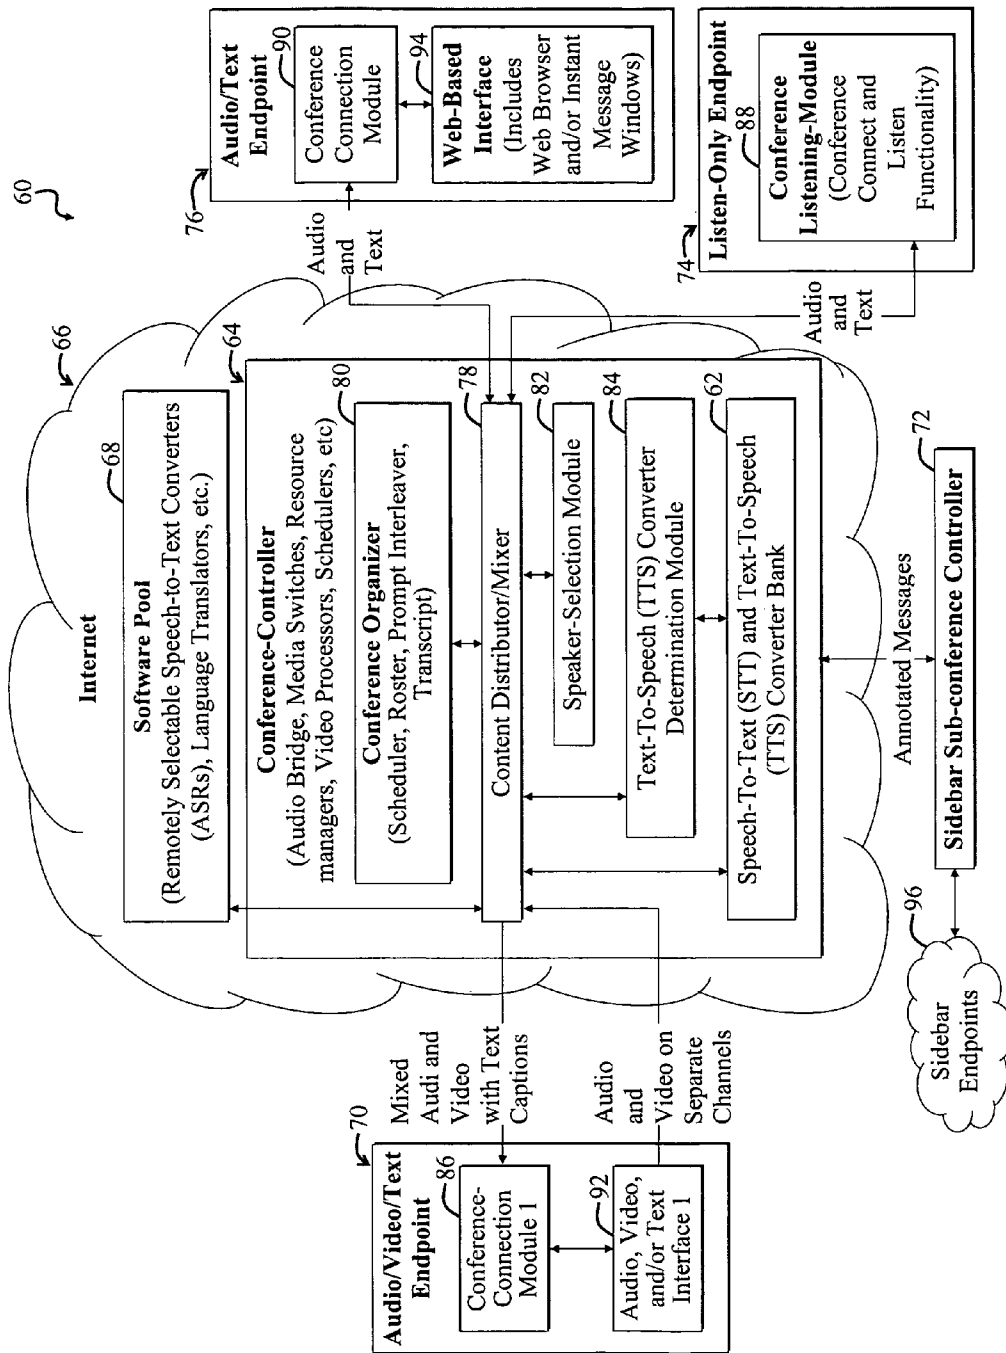 60
66
Internet
68
Software Pool
(Remotely Selectable Speech-to-Text Converters
(ASRs), Language Translators, etc.)
64
Conference-Controller
(Audio Bridge, Media Switches, Resource
managers, Video Processors, Schedulers, etc)
80
Conference Organizer
(Scheduler, Roster, Prompt Interleaver,
Transcript)
78
Content Distributor/Mixer
82
Speaker-Selection Module
84
Text-To-Speech (TTS) Converter
Determination Module
62
Speech-To-Text (STT) and Text-To-Speech
(TTS) Converter Bank
70
Audio/Video/Text
Endpoint
86
Conference-
Connection
Module 1
92
Audio, Video,
and/or Text
Interface 1
Mixed
Audi and
Video
with Text
Captions
Audio
and
Video on
Separate
Channels
76
Audio/Text
Endpoint
90
Conference
Connection
Module
94
Web-Based
Interface
(Includes
Web Browser
and/or Instant
Message
Windows)
Audio
and
Text
74
Listen-Only Endpoint
88
Conference
Listening-Module
(Conference
Connect and
Listen
Functionality)
Audio
and
Text
Annotated Messages
72
Sidebar Sub-conference Controller
96
Sidebar
Endpoints